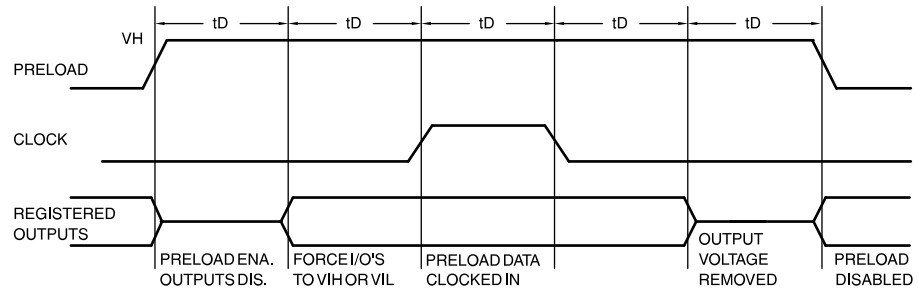 tD tD tD tD tD
VH
PRELOAD
CLOCK
REGISTERED
OUTPUTS
PRELOAD ENA.
OUTPUTS DIS.
FORCE I/O'S
TO VIH OR VIL
PRELOAD DATA
CLOCKED IN
OUTPUT
VOLTAGE
REMOVED
PRELOAD
DISABLED